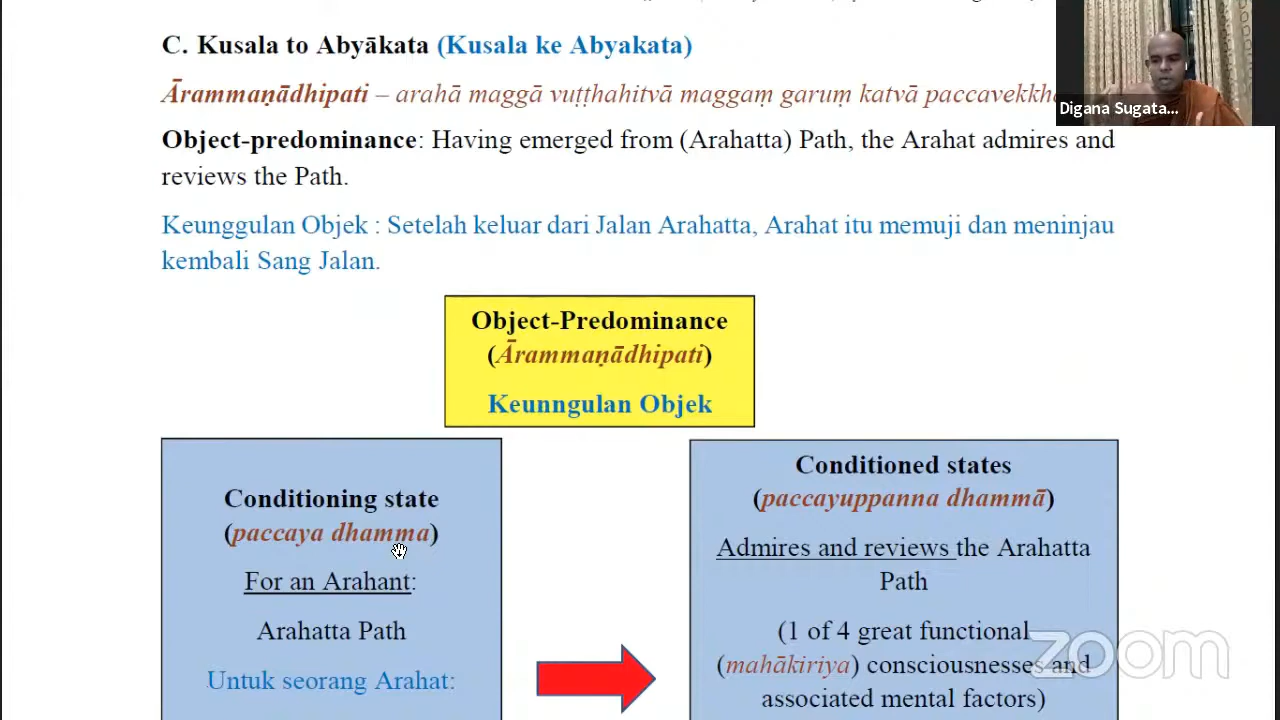 C. Kusala to Abyākata (Kusala ke Abyakata)
Ārammaṇādhipati – arahā maggā vuṭṭhahitvā maggaṃ garuṃ katvā
Digana Sugata...
Object-predominance: Having emerged from (Arahatta) Path, the Arahat admires and
reviews the Path.
Keunggulan Objek : Setelah keluar dari Jalan Arahatta, Arahat itu memuji dan meninjau
kembali Sang Jalan.
Object-Predominance
(Ārammaṇādhipati)
Keunngulan Objek
Conditioning state
(paccaya dhamma)
For an Arahant:
Arahatta Path
Untuk seorang Arahat:
Conditioned states
(paccayuppanna dhammā)
Admires and reviews the Arahatta
Path
(1 of 4 great functional
(mahākiriya) consciousnesses and
associated mental factors)
zoom